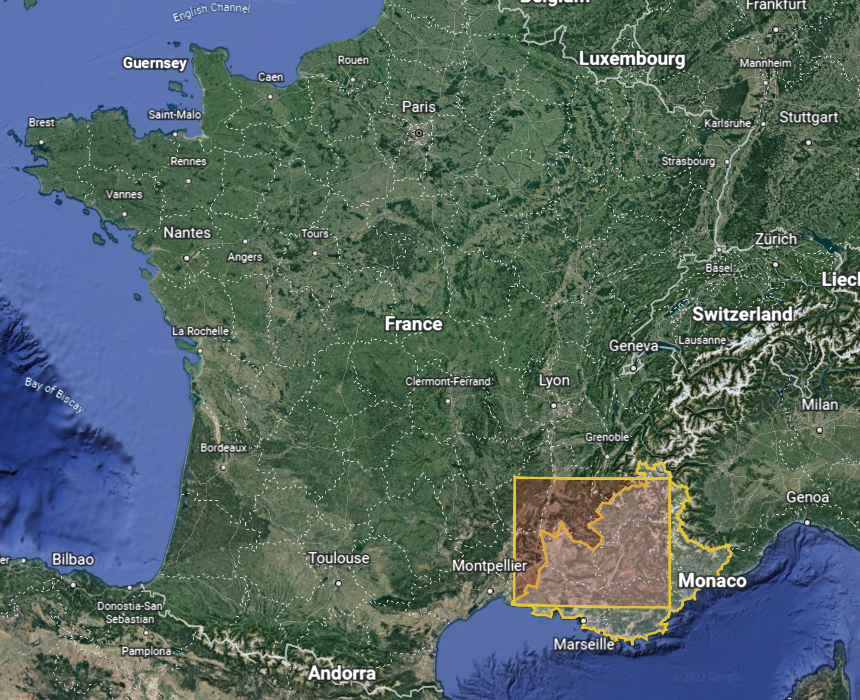 Belgium
Frankfurt
English Channel
Guernsey
Rouen
Luxembourg
Mannheim
Caen
Paris
Saint-Malo
Brest
Karlsruhe
Stuttgart
Rennes
Strasbourg
Vannes
Nantes
Tours
Angers
Zürich
Basel
Liech
Switzerland
France
La Rochelle
Geneva
Lausanne
Bay of Biscay
Clermont-Ferrand
Lyon
Milan
Grenoble
Bordeaux
Genoa
er
Bilbao
Toulouse
Montpellier
Monaco
Donostia-San
Sebastian
Marseille
Pamplona
Andorra
© 2022 Google